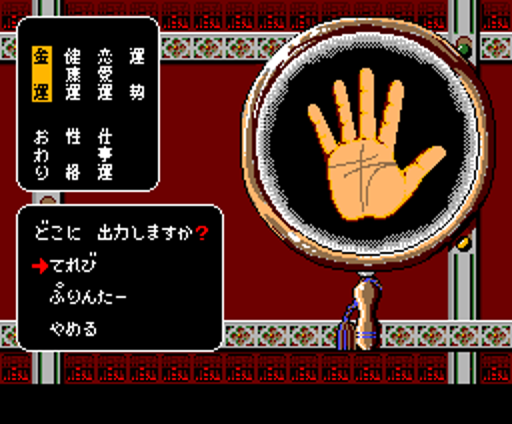 運勢
恋愛運
健康運
金運
仕事運
性格
おわり
どこに 出力しますか?
➔てれび
ぷりんたー
やめる